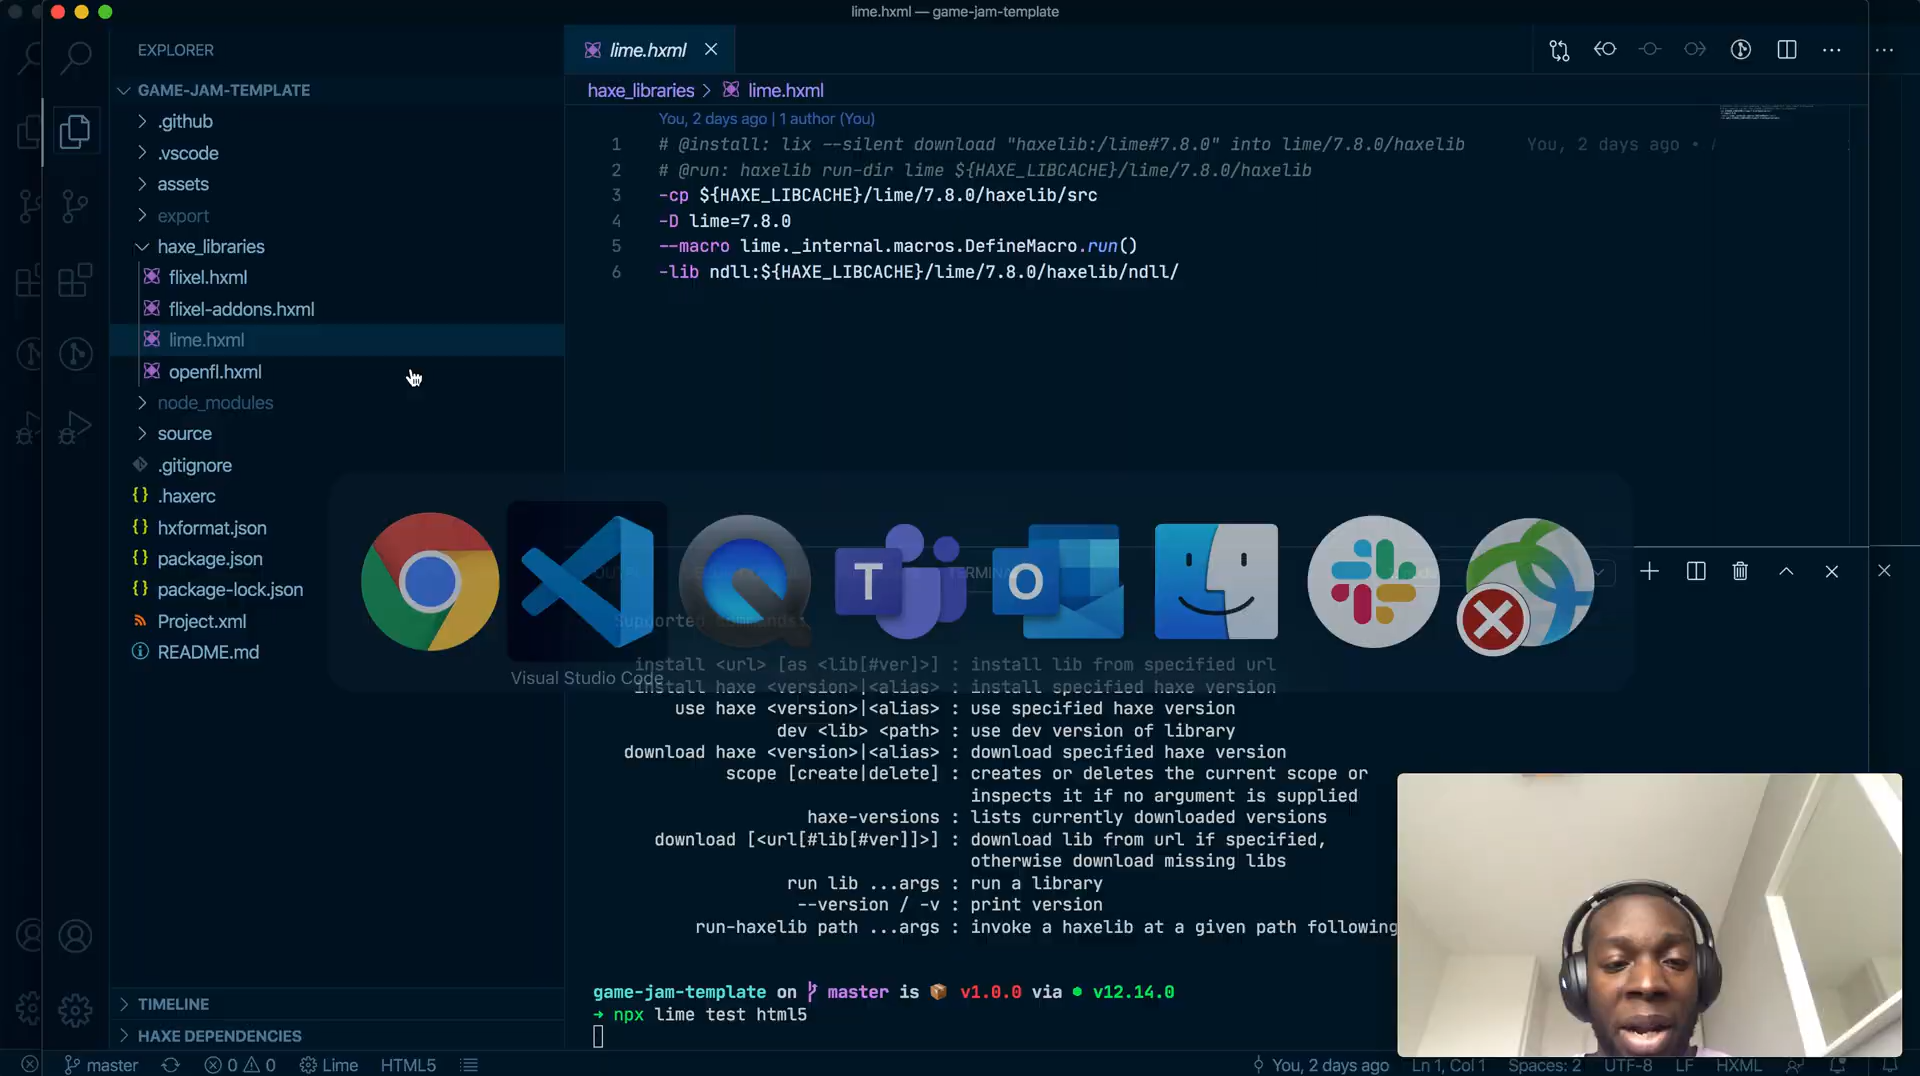 lime.hxml — game-jam-template
EXPLORER
GAME-JAM-TEMPLATE
.github
.vscode
assets
export
haxe_libraries
flixel.hxml
flixel-addons.hxml
lime.hxml
openfl.hxml
node_modules
source
.gitignore
.haxerc
hxformat.json
package.json
package-lock.json
Project.xml
README.md
TIMELINE
HAXE DEPENDENCIES
lime.hxml
haxe_libraries > lime.hxml
You, 2 days ago | 1 author (You)
1 # @install: lix --silent download "haxelib:/lime#7.8.0" into lime/7.8.0/haxelib You, 2 days ago •
2 # @run: haxelib run-dir lime ${HAXE_LIBCACHE}/lime/7.8.0/haxelib
3 -cp ${HAXE_LIBCACHE}/lime/7.8.0/haxelib/src
4 -D lime=7.8.0
5 --macro lime._internal.macros.DefineMacro.run()
6 -lib ndll:${HAXE_LIBCACHE}/lime/7.8.0/haxelib/ndll/
T
O
Visual Studio Code
Supported commands:
install <url> [as <lib[#ver]>] : install lib from specified url
install haxe <version>|<alias> : install specified haxe version
use haxe <version>|<alias> : use specified haxe version
dev <lib> <path> : use dev version of library
download haxe <version>|<alias> : download specified haxe version
scope [create|delete] : creates or deletes the current scope or
inspects it if no argument is supplied
haxe-versions : lists currently downloaded versions
download [<url[#lib[#ver]]>] : download lib from url if specified,
otherwise download missing libs
run lib ...args : run a library
--version / -v : print version
run-haxelib path ...args : invoke a haxelib at a given path following
game-jam-template on master is v1.0.0 via v12.14.0
→ npx lime test html5
master 0 0 Lime HTML5 You, 2 days ago Ln 1, Col 1 Spaces: 2 UTF-8 LF HXML